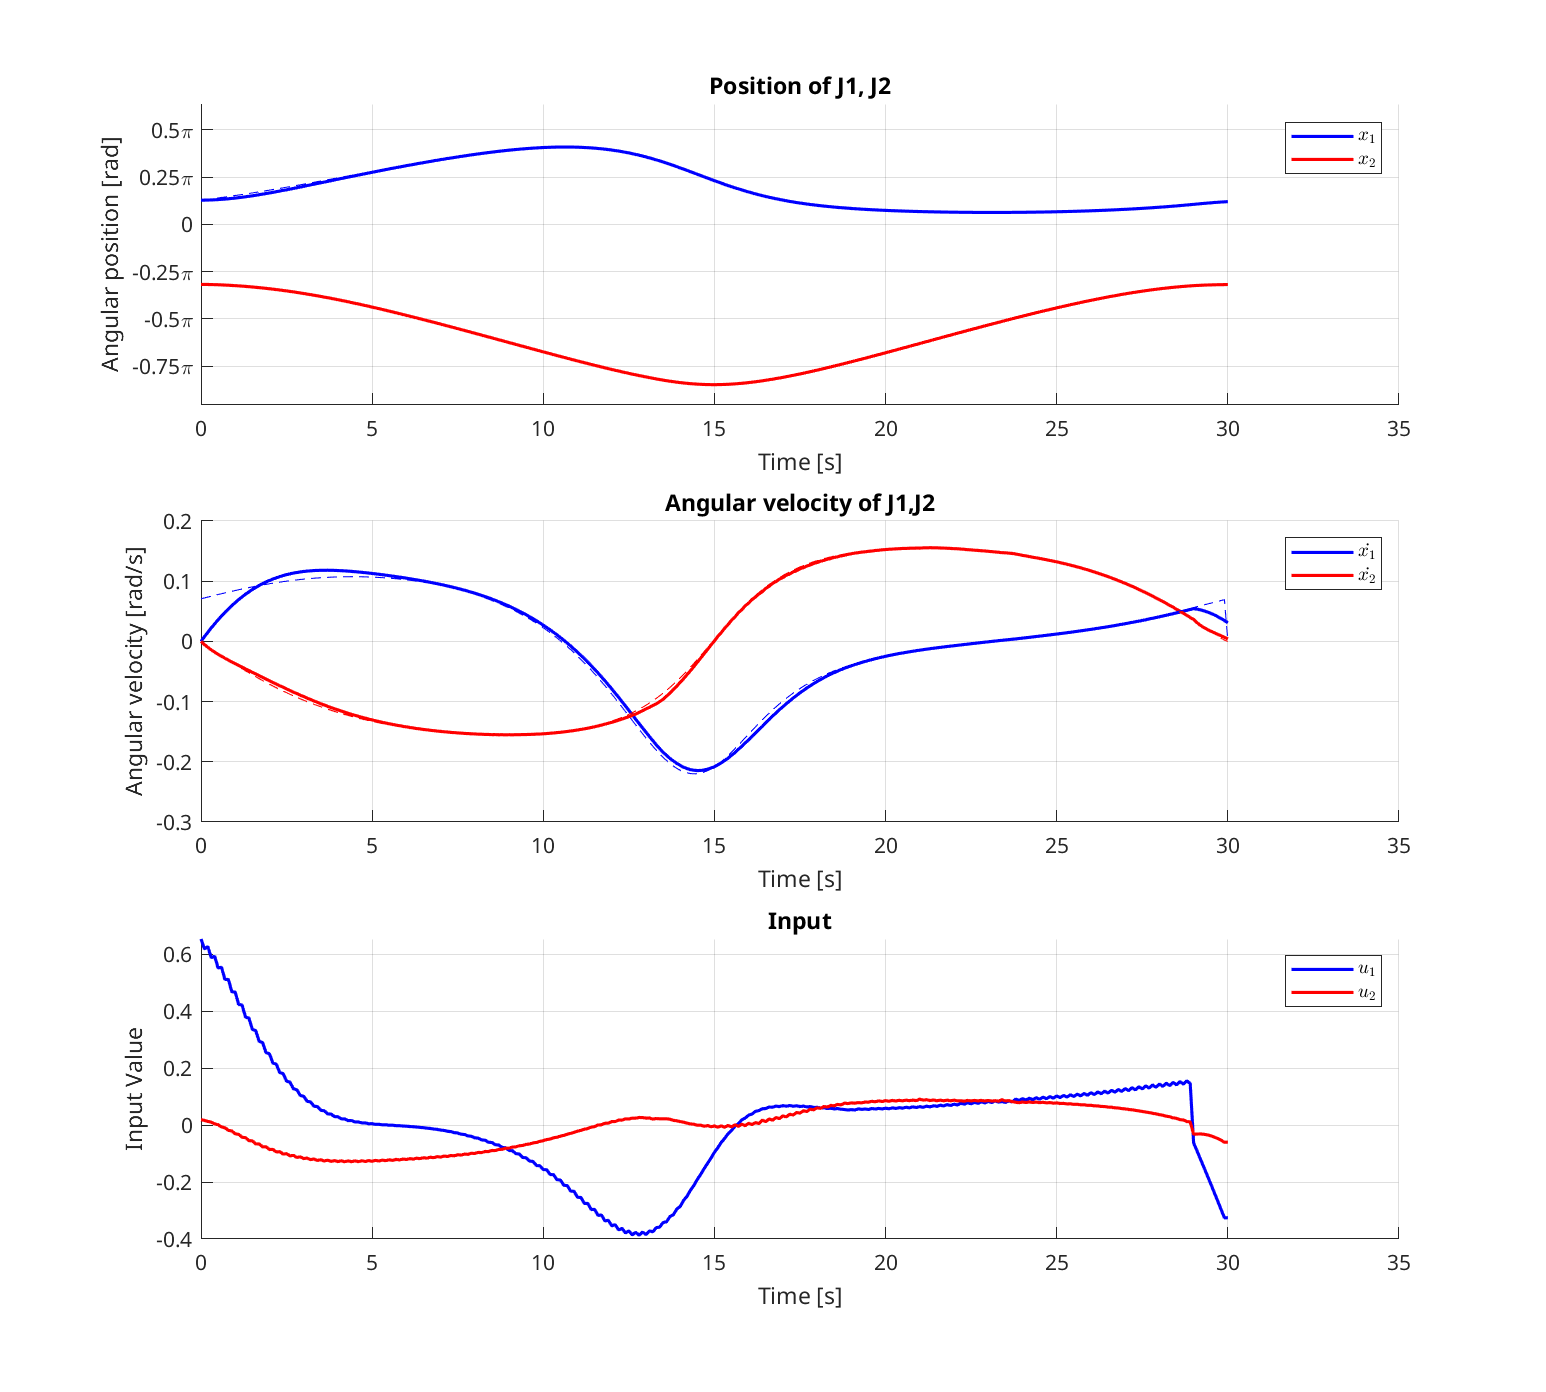 Position of J1, J2
0.5π
0.25π
0
-0.25π
-0.5π
-0.75π
Angular position [rad]
x₁
x₂
0 5 10 15 20 25 30 35
Time [s]
Angular velocity of J1,J2
0.2
0.1
0
-0.1
-0.2
-0.3
Angular velocity [rad/s]
ẋ₁
ẋ₂
0 5 10 15 20 25 30 35
Time [s]
Input
0.6
0.4
0.2
0
-0.2
-0.4
Input Value
u₁
u₂
0 5 10 15 20 25 30 35
Time [s]